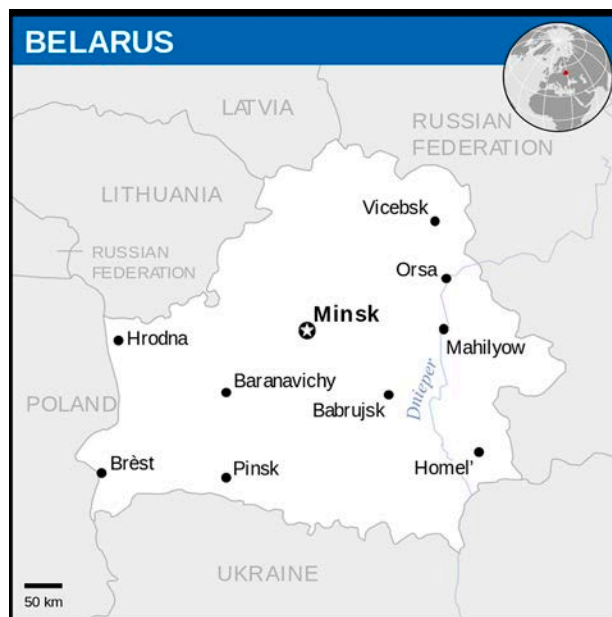 BELARUS
LATVIA
RUSSIAN
FEDERATION
LITHUANIA
Vicebsk
RUSSIAN
FEDERATION
Orsa
Minsk
Hrodna
Mahilyow
Baranavichy
Dnieper
POLAND
Babrujsk
Brèst
Pinsk
Homel'
UKRAINE
50 km